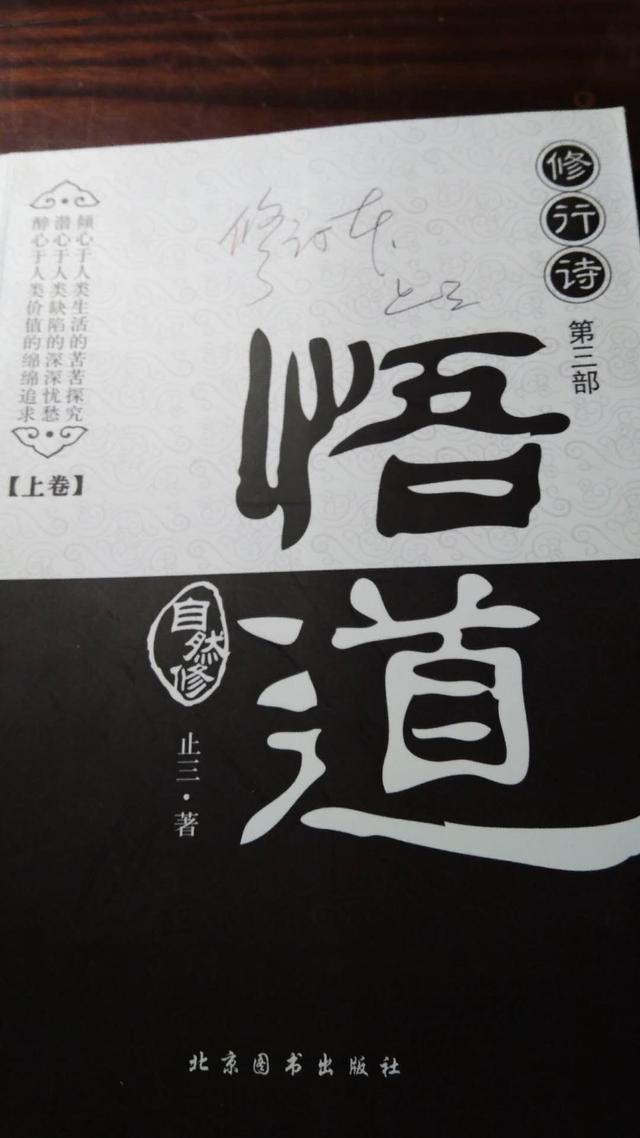 修行诗
第三部
修订本
止三
悟道
自然修
止三·著
倾心于人类生活的苦苦探究
潜心于人类缺陷的深深忧愁
醉心于人类价值的绵绵追求
【上卷】
北京图书出版社